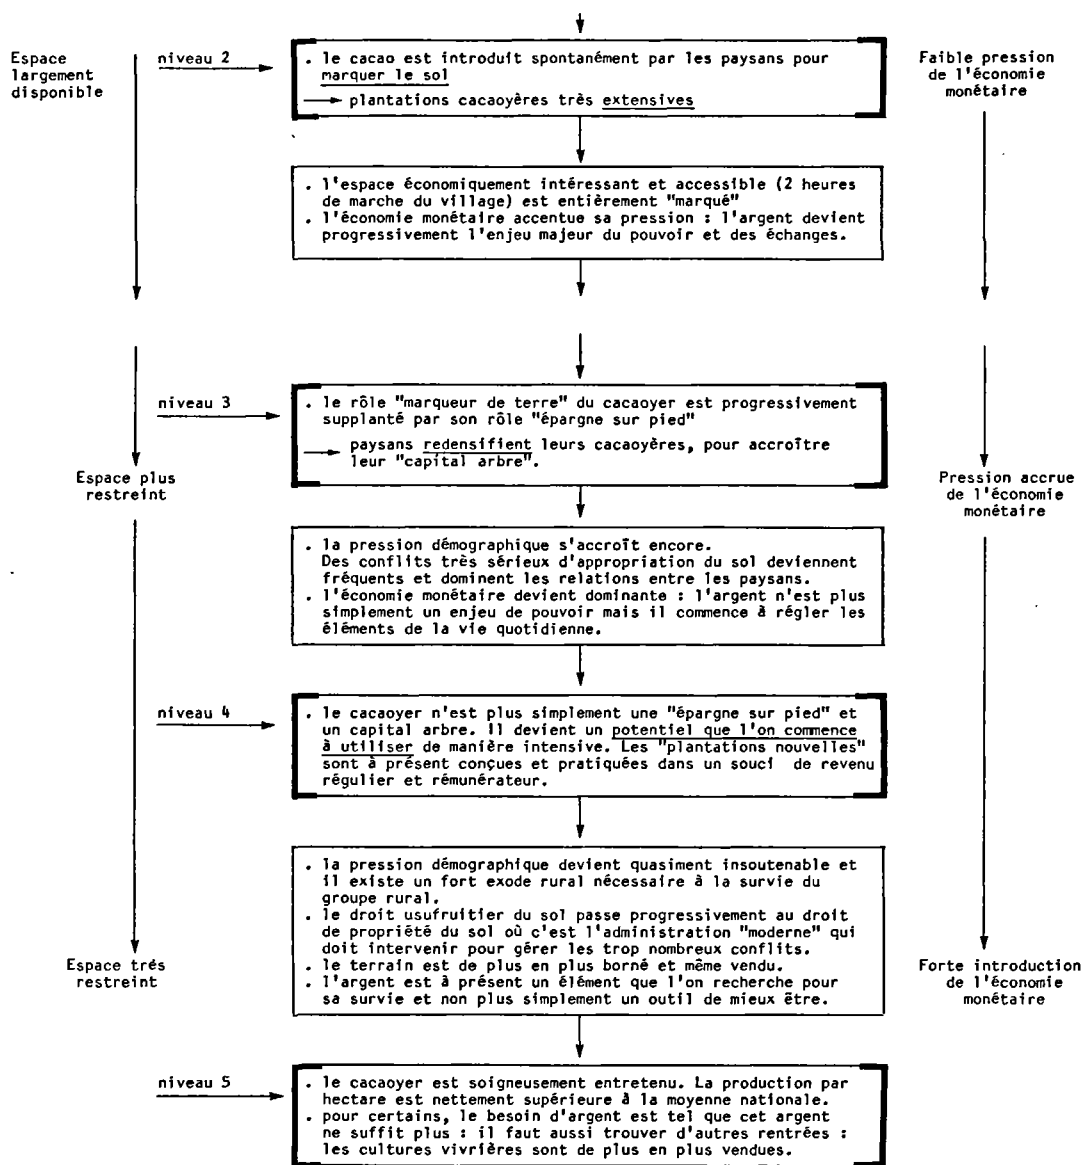 Espace
largement
disponible
niveau 2
. le cacao est introduit spontanément par les paysans pour
marquer le sol
→ plantations cacaoyères très extensives
Faible pression
de l'économie
monétaire
. l'espace économiquement intéressant et accessible (2 heures
de marche du village) est entièrement "marqué"
. l'économie monétaire accentue sa pression : l'argent devient
progressivement l'enjeu majeur du pouvoir et des échanges.
niveau 3
. le rôle "marqueur de terre" du cacaoyer est progressivement
supplanté par son rôle "épargne sur pied"
→ paysans redensifient leurs cacaoyères, pour accroître
leur "capital arbre".
Espace plus
restreint
Pression accrue
de l'économie
monétaire
. la pression démographique s'accroît encore.
Des conflits très sérieux d'appropriation du sol deviennent
fréquents et dominent les relations entre les paysans.
. l'économie monétaire devient dominante : l'argent n'est plus
simplement un enjeu de pouvoir mais il commence à régler les
éléments de la vie quotidienne.
niveau 4
. le cacaoyer n'est plus simplement une "épargne sur pied" et
un capital arbre. Il devient un potentiel que l'on commence
à utiliser de manière intensive. Les "plantations nouvelles"
sont à présent conçues et pratiquées dans un souci de revenu
régulier et rémunérateur.
. la pression démographique devient quasiment insoutenable et
il existe un fort exode rural nécessaire à la survie du
groupe rural.
. le droit usufruitier du sol passe progressivement au droit
de propriété du sol où c'est l'administration "moderne" qui
doit intervenir pour gérer les trop nombreux conflits.
. le terrain est de plus en plus borné et même vendu.
. l'argent est à présent un élément que l'on recherche pour
sa survie et non plus simplement un outil de mieux être.
Espace trés
restreint
Forte introduction
de l'économie
monétaire
niveau 5
. le cacaoyer est soigneusement entretenu. La production par
hectare est nettement supérieure à la moyenne nationale.
. pour certains, le besoin d'argent est tel que cet argent
ne suffit plus : il faut aussi trouver d'autres rentrées :
les cultures vivrières sont de plus en plus vendues.